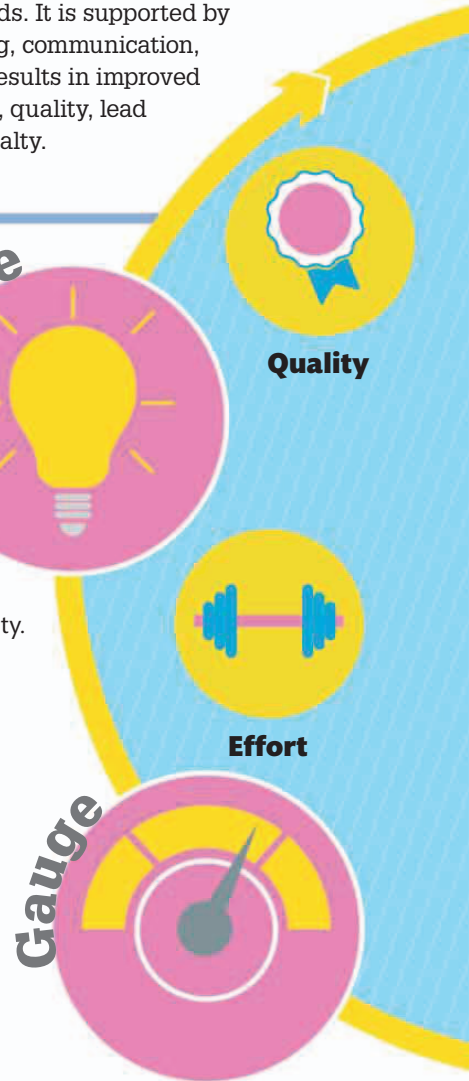 ds. It is supported by
g, communication,
esults in improved
, quality, lead
alty.
e
Quality
ty.
Effort
Gauge